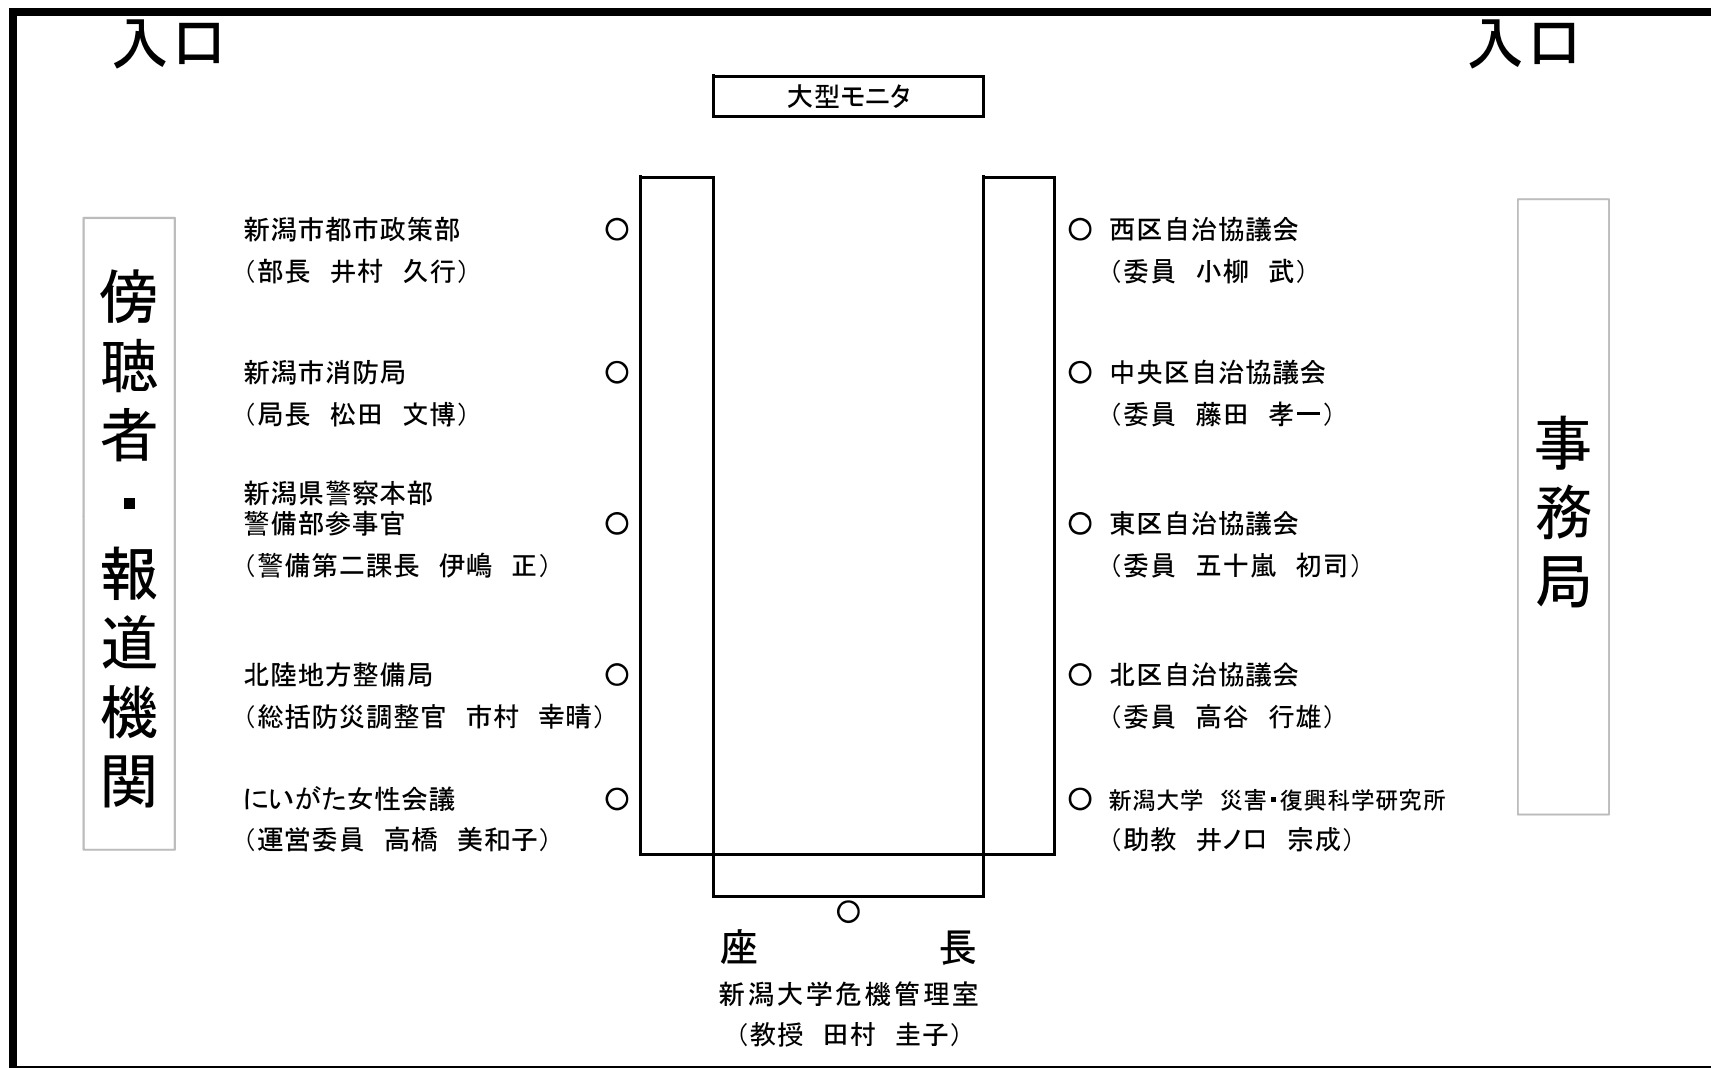 入口
入口
大型モニタ
傍聴者・報道機関
新潟市都市政策部
（部長　井村　久行）
新潟市消防局
（局長　松田　文博）
新潟県警察本部
警備部参事官
（警備第二課長　伊嶋　正）
北陸地方整備局
（総括防災調整官　市村　幸晴）
にいがた女性会議
（運営委員　高橋　美和子）
西区自治協議会
（委員　小柳　武）
中央区自治協議会
（委員　藤田　孝一）
東区自治協議会
（委員　五十嵐　初司）
北区自治協議会
（委員　高谷　行雄）
新潟大学　災害・復興科学研究所
（助教　井ノ口　宗成）
事務局
座　長
新潟大学危機管理室
（教授　田村　圭子）